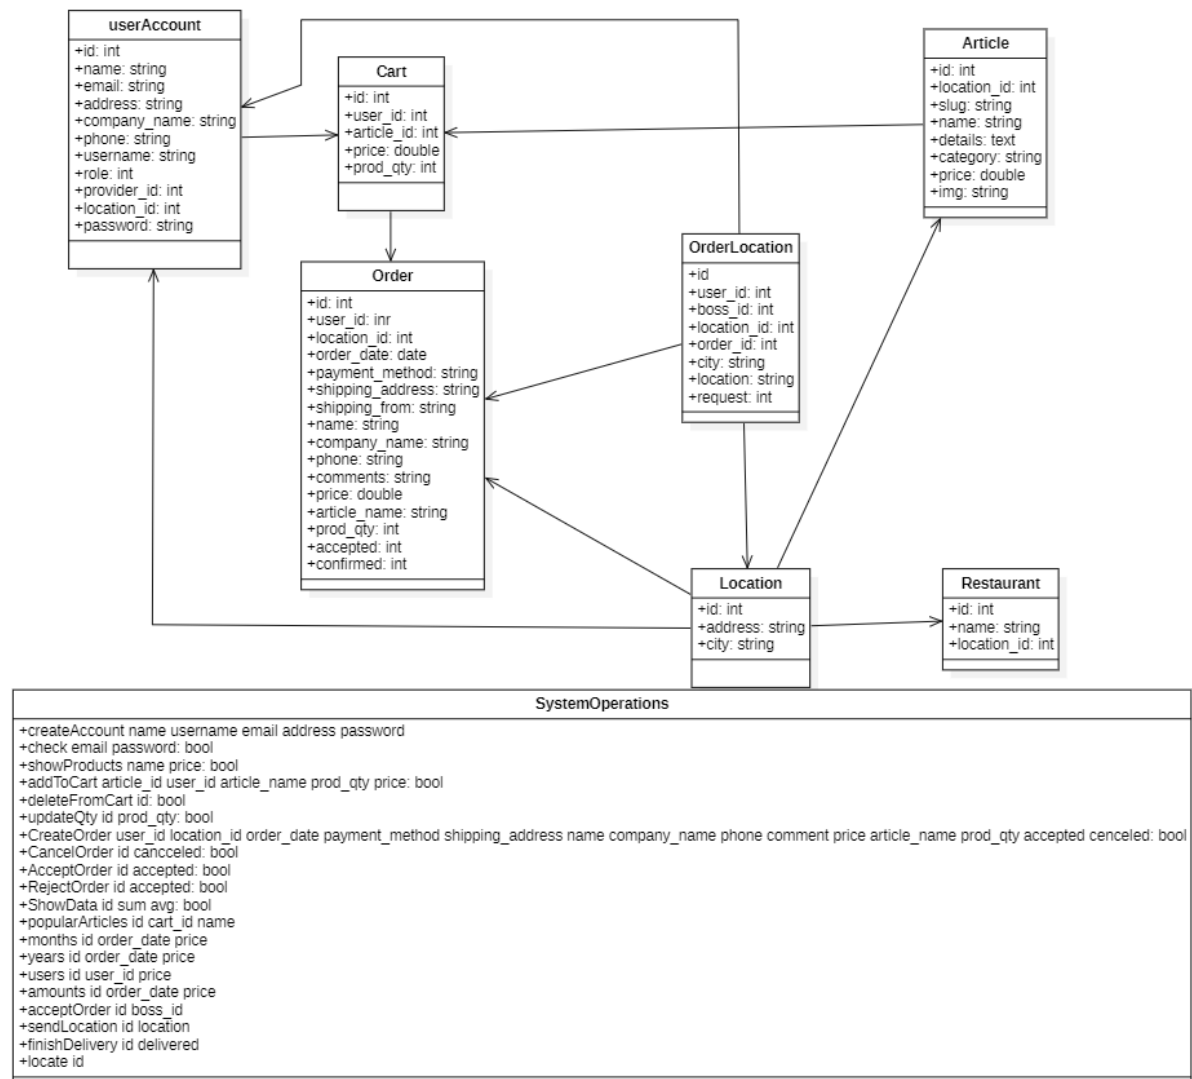 userAccount
+id: int
+name: string
+email: string
+address: string
+company_name: string
+phone: string
+username: string
+role: int
+provider_id: int
+location_id: int
+password: string
Cart
+id: int
+user_id: int
+article_id: int
+price: double
+prod_qty: int
Article
+id: int
+location_id: int
+slug: string
+name: string
+details: text
+category: string
+price: double
+img: string
Order
+id: int
+user_id: inr
+location_id: int
+order_date: date
+payment_method: string
+shipping_address: string
+shipping_from: string
+name: string
+company_name: string
+phone: string
+comments: string
+price: double
+article_name: string
+prod_qty: int
+accepted: int
+confirmed: int
OrderLocation
+id
+user_id: int
+boss_id: int
+location_id: int
+order_id: int
+city: string
+location: string
+request: int
Location
+id: int
+address: string
+city: string
Restaurant
+id: int
+name: string
+location_id: int
SystemOperations
+createAccount name username email address password
+check email password: bool
+showProducts name price: bool
+addToCart article_id user_id article_name prod_qty price: bool
+deleteFromCart id: bool
+updateQty id prod_qty: bool
+CreateOrder user_id location_id order_date payment_method shipping_address name company_name phone comment price article_name prod_qty accepted cenceled: bool
+CancelOrder id cancceled: bool
+AcceptOrder id accepted: bool
+RejectOrder id accepted: bool
+ShowData id sum avg: bool
+popularArticles id cart_id name
+months id order_date price
+years id order_date price
+users id user_id price
+amounts id order_date price
+acceptOrder id boss_id
+sendLocation id location
+finishDelivery id delivered
+locate id